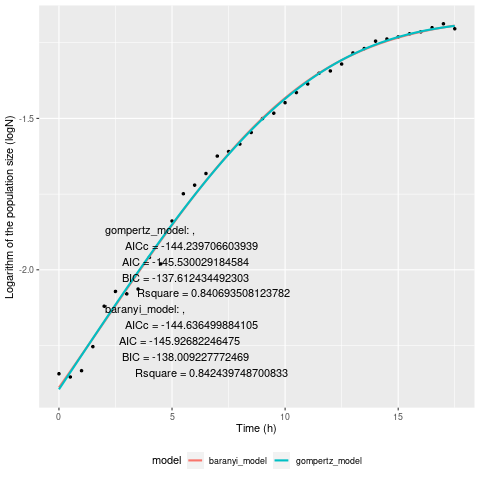 Logarithm of the population size (logN)
-1.5
-2.0
gompertz_model: ,
AICc = -144.239706603939
AIC = -145.530029184584
BIC = -137.612434492303
Rsquare = 0.840693508123782
baranyi_model: ,
AICc = -144.636499884105
AIC = -145.92682246475
BIC = -138.009227772469
Rsquare = 0.842439748700833
0 5 10 15
Time (h)
model baranyi_model gompertz_model